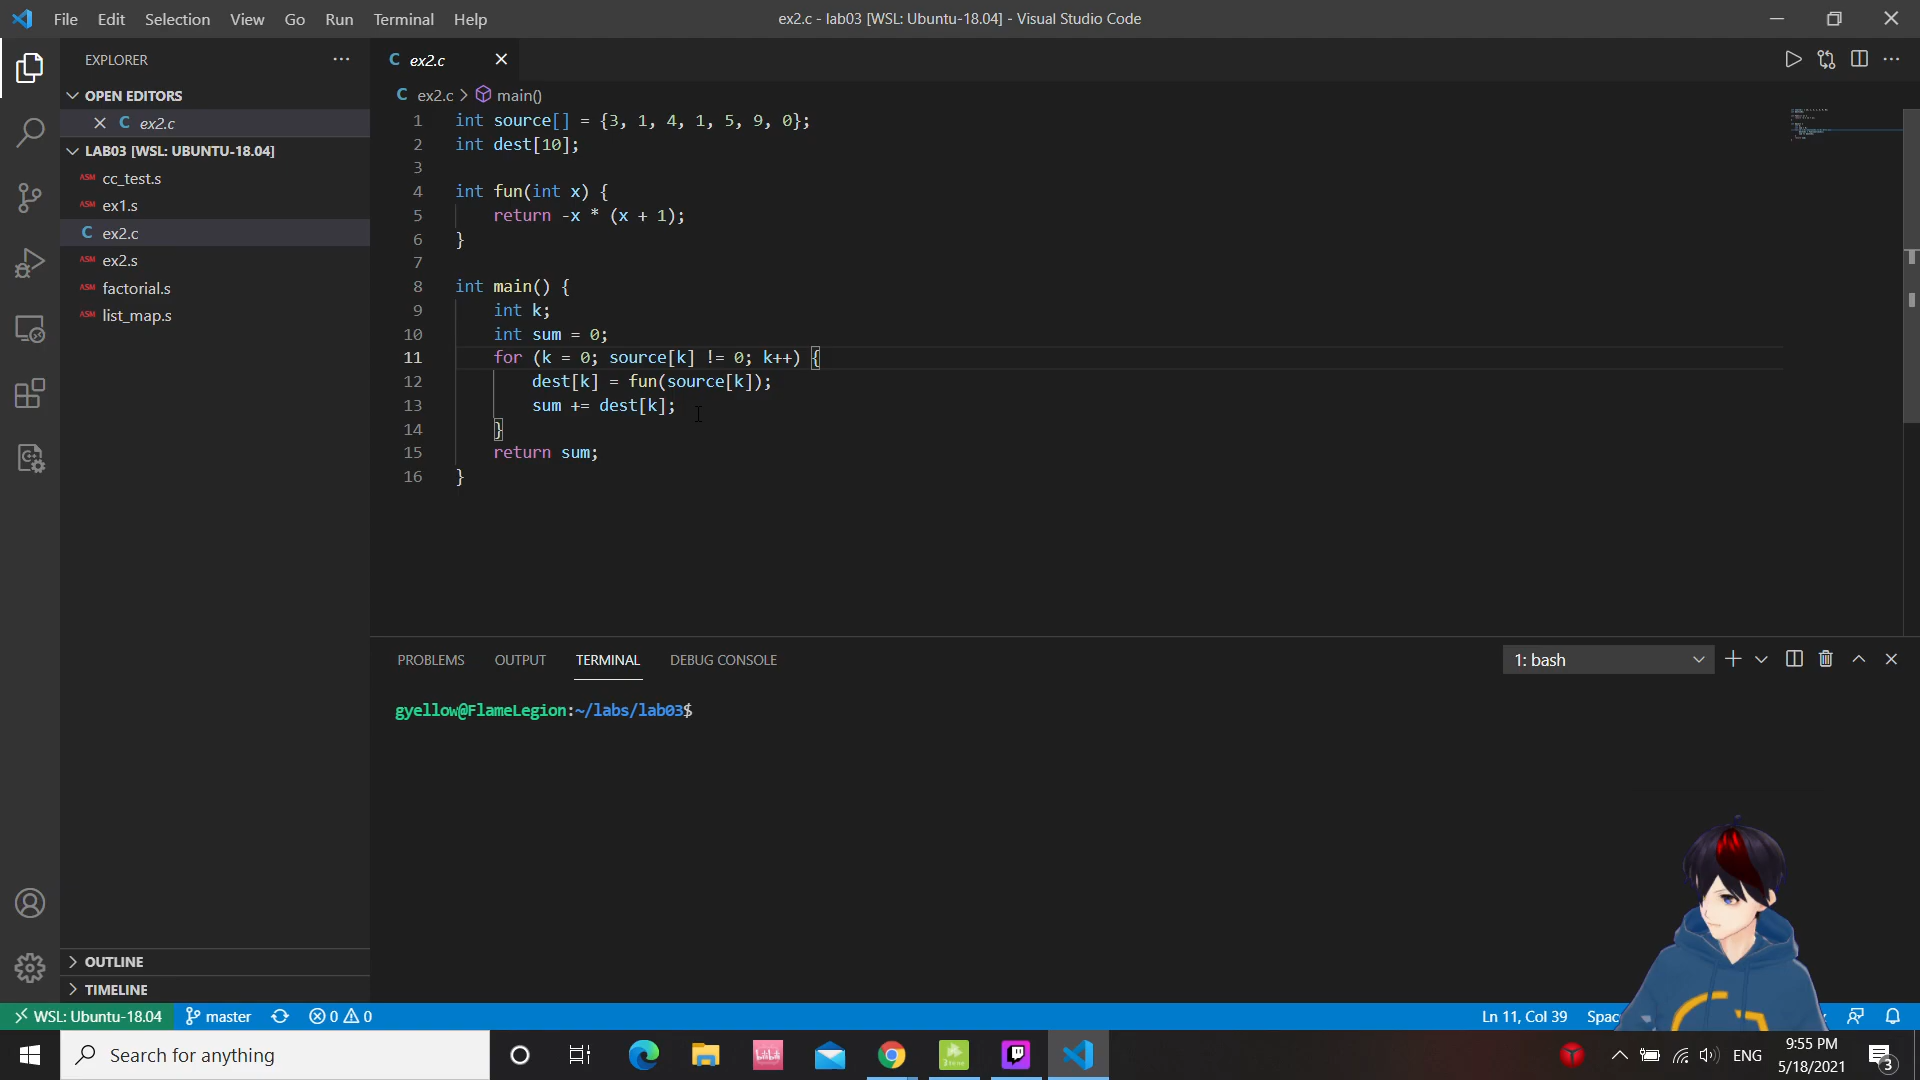 File Edit Selection View Go Run Terminal Help
ex2.c - lab03 [WSL: Ubuntu-18.04] - Visual Studio Code
EXPLORER
OPEN EDITORS
C ex2.c
LAB03 [WSL: UBUNTU-18.04]
ASM cc_test.s
ASM ex1.s
C ex2.c
ASM ex2.s
ASM factorial.s
ASM list_map.s
OUTLINE
TIMELINE
C ex2.c
C ex2.c > main()
1 int source[] = {3, 1, 4, 1, 5, 9, 0};
2 int dest[10];
3
4 int fun(int x) {
5 return -x * (x + 1);
6 }
7
8 int main() {
9 int k;
10 int sum = 0;
11 for (k = 0; source[k] != 0; k++) {
12 dest[k] = fun(source[k]);
13 sum += dest[k];
14 }
15 return sum;
16 }
PROBLEMS OUTPUT TERMINAL DEBUG CONSOLE
1: bash
gyellow@FlameLegion:~/labs/lab03$
WSL: Ubuntu-18.04 master 0 0
Ln 11, Col 39 Spac
Search for anything
ENG
9:55 PM
5/18/2021
3